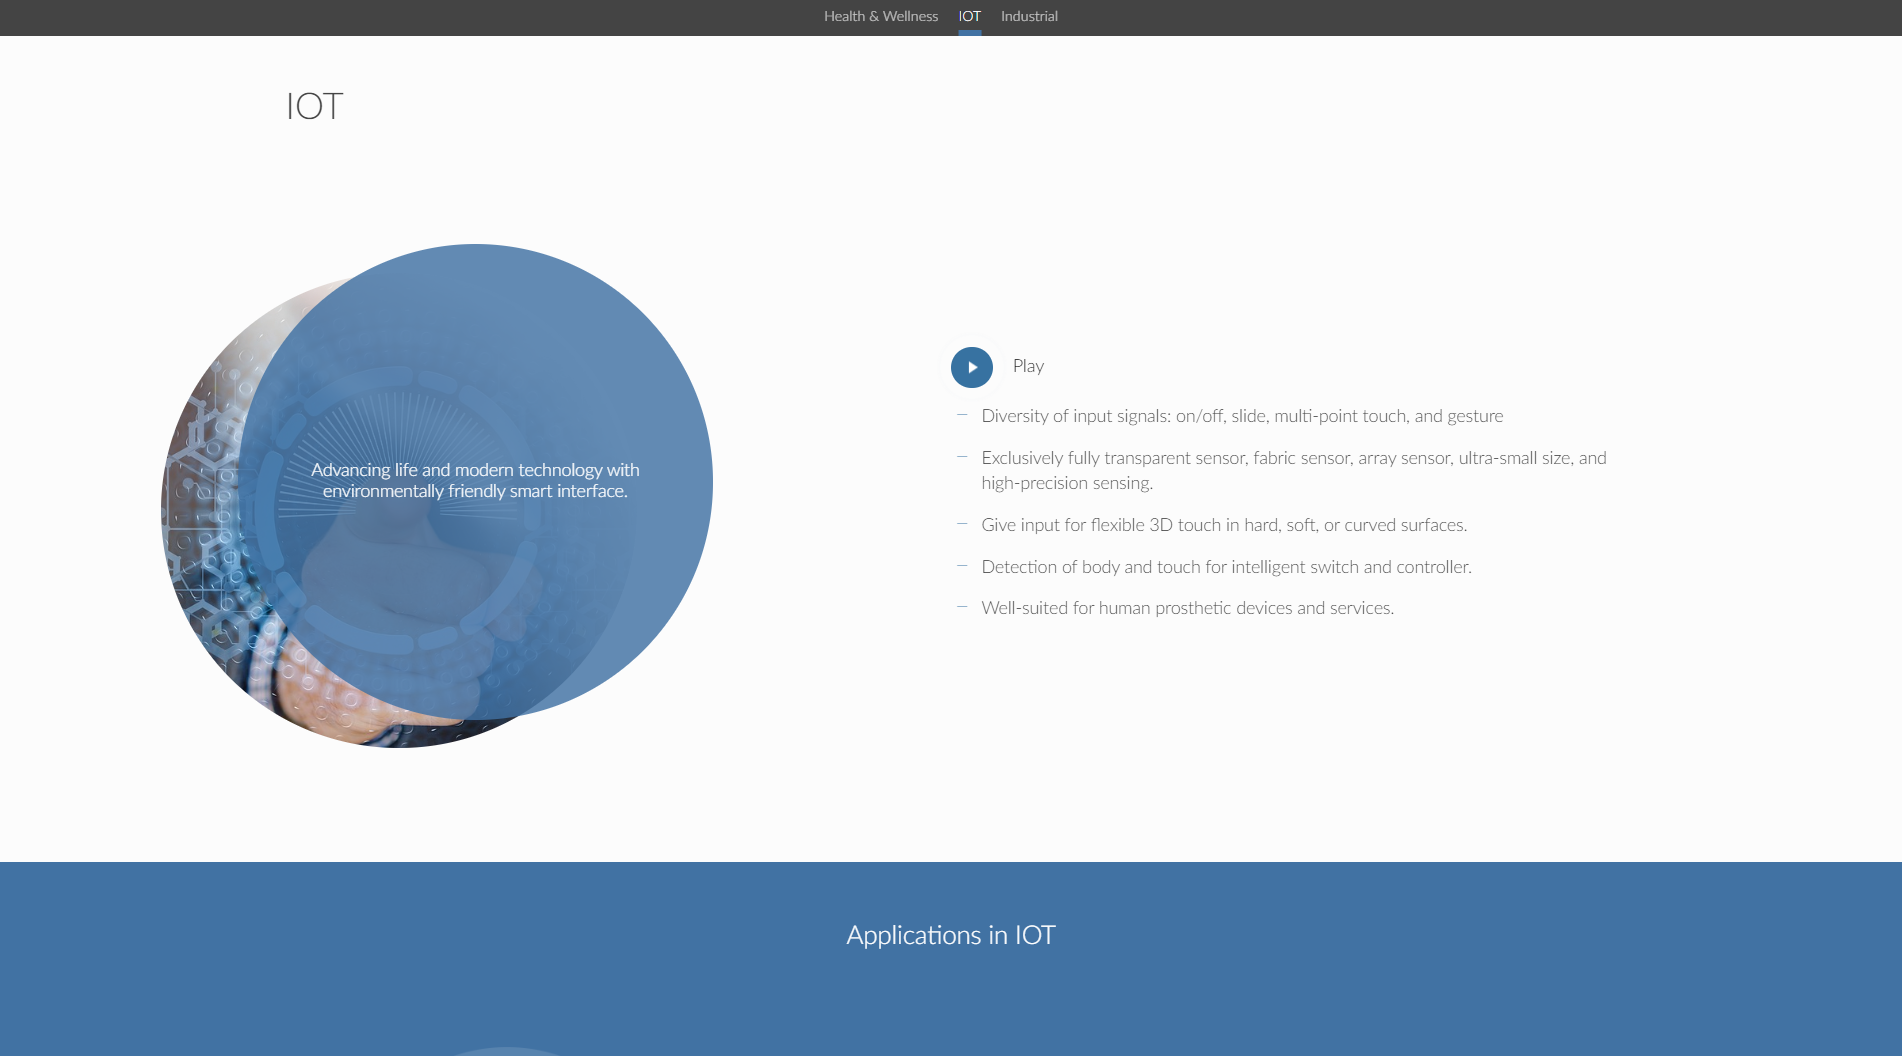 Health & Wellness IOT Industrial
IOT
Advancing life and modern technology with
environmentally friendly smart interface.
Play
Diversity of input signals: on/off, slide, multi-point touch, and gesture
Exclusively fully transparent sensor, fabric sensor, array sensor, ultra-small size, and
high-precision sensing.
Give input for flexible 3D touch in hard, soft, or curved surfaces.
Detection of body and touch for intelligent switch and controller.
Well-suited for human prosthetic devices and services.
Applications in IOT